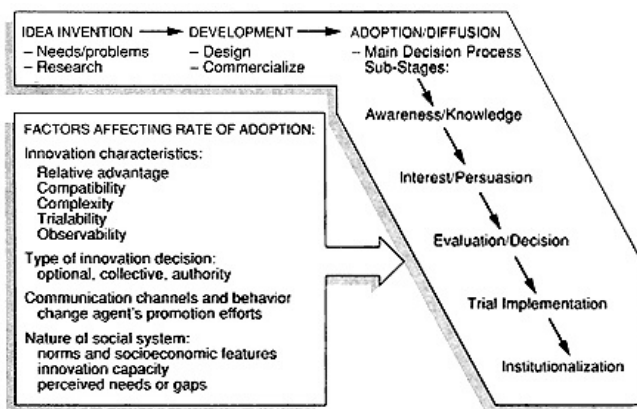 IDEA INVENTION
– Needs/problems
– Research
DEVELOPMENT
– Design
– Commercialize
ADOPTION/DIFFUSION
– Main Decision Process
Sub-Stages:
Awareness/Knowledge
Interest/Persuasion
Evaluation/Decision
Trial Implementation
Institutionalization
FACTORS AFFECTING RATE OF ADOPTION:
Innovation characteristics:
Relative advantage
Compatibility
Complexity
Trialability
Observability
Type of innovation decision:
optional, collective, authority
Communication channels and behavior
change agent's promotion efforts
Nature of social system:
norms and socioeconomic features
innovation capacity
perceived needs or gaps